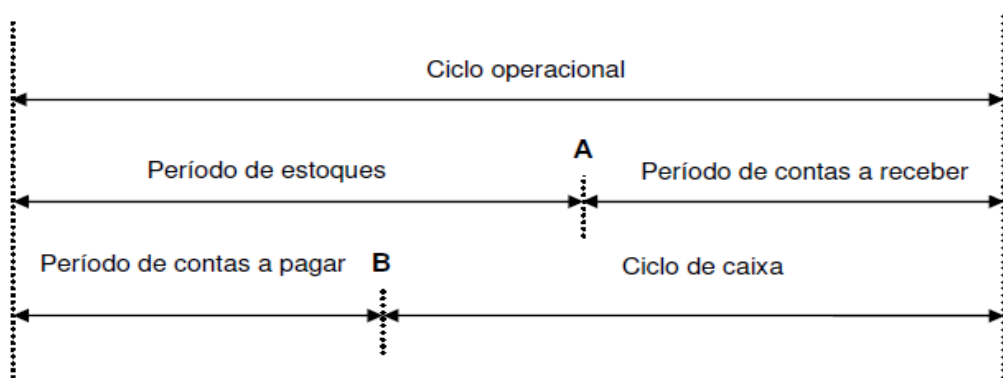 Ciclo operacional
A
Período de estoques
Período de contas a receber
Período de contas a pagar B
Ciclo de caixa